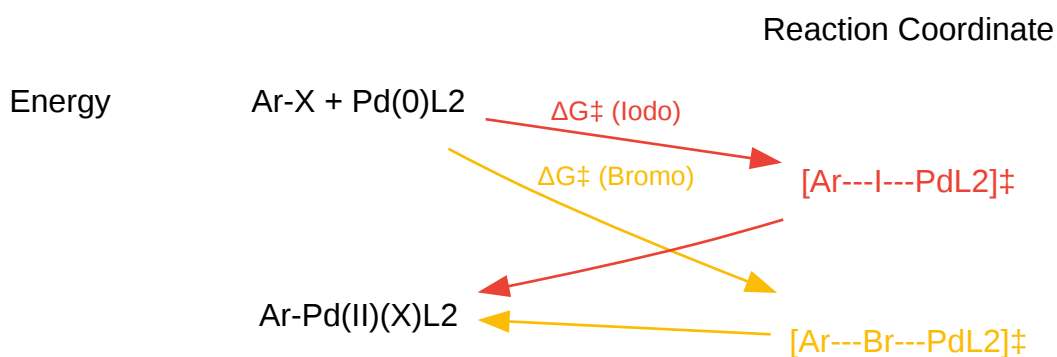 Reaction Coordinate
Energy
Ar-X + Pd(0)L2
ΔG‡ (Iodo)
ΔG‡ (Bromo)
[Ar---I---PdL2]‡
Ar-Pd(II)(X)L2
[Ar---Br---PdL2]‡